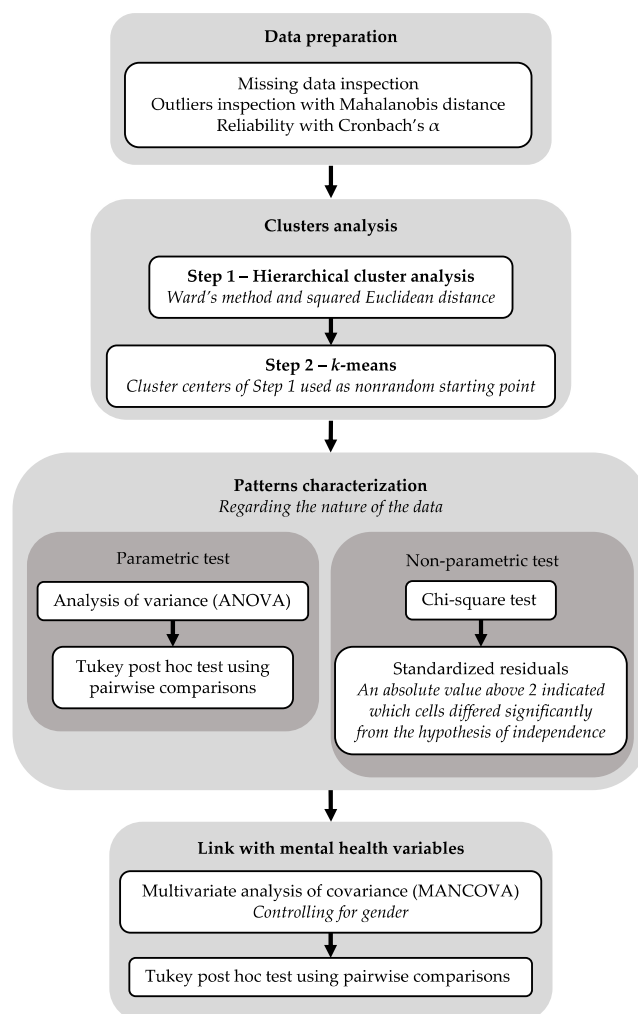 Data preparation
Missing data inspection
Outliers inspection with Mahalanobis distance
Reliability with Cronbach's α
Clusters analysis
Step 1 – Hierarchical cluster analysis
Ward's method and squared Euclidean distance
Step 2 – k-means
Cluster centers of Step 1 used as nonrandom starting point
Patterns characterization
Regarding the nature of the data
Parametric test
Analysis of variance (ANOVA)
Tukey post hoc test using
pairwise comparisons
Non-parametric test
Chi-square test
Standardized residuals
An absolute value above 2 indicated
which cells differed significantly
from the hypothesis of independence
Link with mental health variables
Multivariate analysis of covariance (MANCOVA)
Controlling for gender
Tukey post hoc test using pairwise comparisons